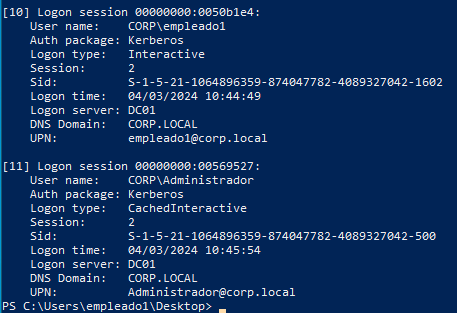 [10] Logon session 00000000:0050b1e4:
User name: CORP\empleado1
Auth package: Kerberos
Logon type: Interactive
Session: 2
Sid: S-1-5-21-1064896359-874047782-4089327042-1602
Logon time: 04/03/2024 10:44:49
Logon server: DC01
DNS Domain: CORP.LOCAL
UPN: empleado1@corp.local
[11] Logon session 00000000:00569527:
User name: CORP\Administrador
Auth package: Kerberos
Logon type: CachedInteractive
Session: 2
Sid: S-1-5-21-1064896359-874047782-4089327042-500
Logon time: 04/03/2024 10:45:54
Logon server: DC01
DNS Domain: CORP.LOCAL
UPN: Administrador@corp.local
PS C:\Users\empleado1\Desktop>